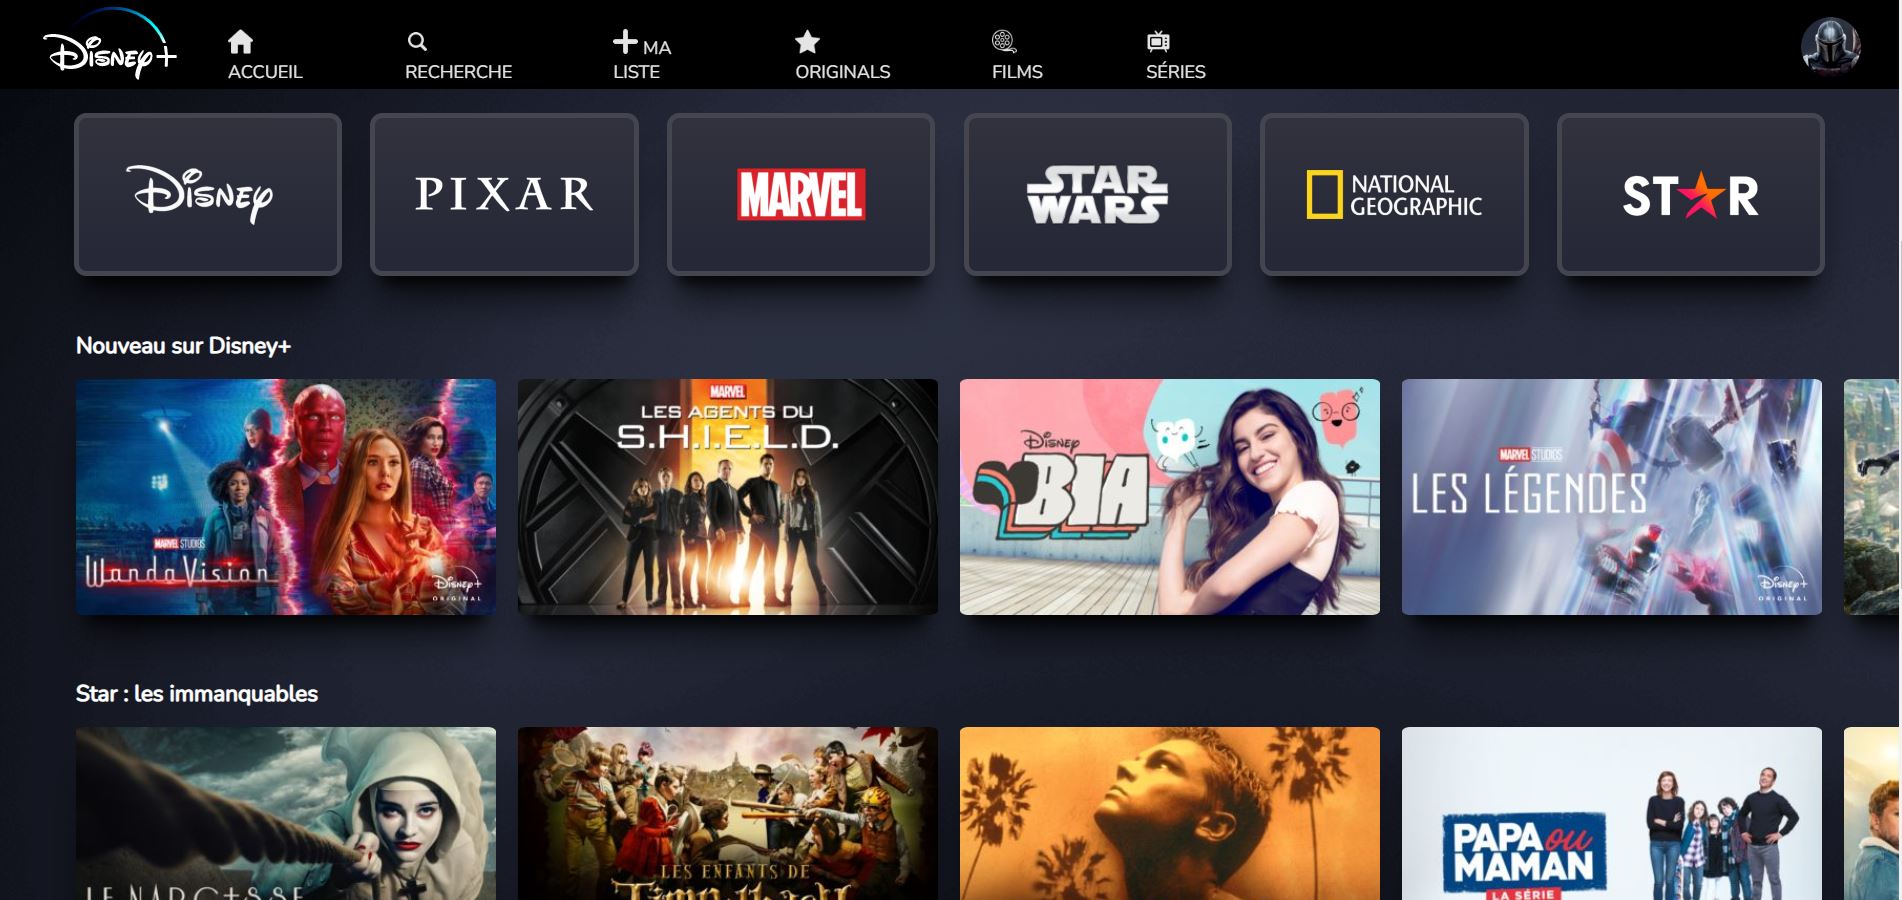 Disney+
ACCUEIL
RECHERCHE
MA
LISTE
ORIGINALS
FILMS
SÉRIES
Disney
PIXAR
MARVEL
STAR
WARS
NATIONAL
GEOGRAPHIC
STAR
Nouveau sur Disney+
MARVEL STUDIOS
WandaVision
Disney+
ORIGINAL
MARVEL
LES AGENTS DU
S.H.I.E.L.D.
Disney
BIA
MARVEL STUDIOS
LES LÉGENDES
Disney+
ORIGINAL
Star : les immanquables
LE NARCISSE
LES ENFANTS DE
Timpelbach
PAPA ou
MAMAN
LA SÉRIE